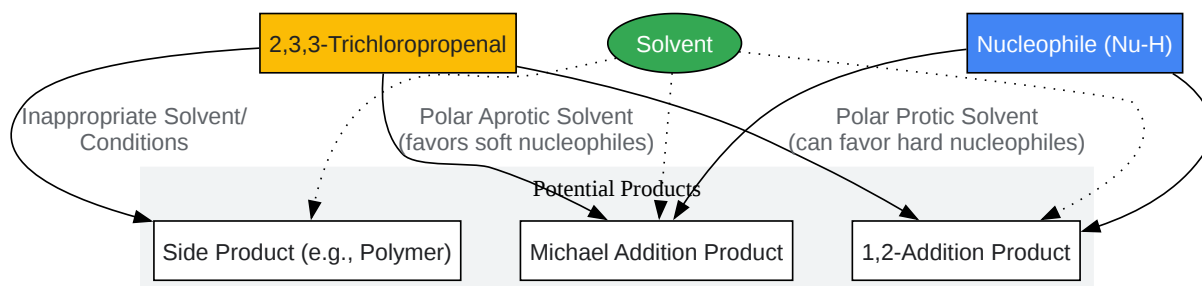 2,3,3-Trichloropropenal
Solvent
Nucleophile (Nu-H)
Inappropriate Solvent/
Conditions
Polar Aprotic Solvent
(favors soft nucleophiles)
Polar Protic Solvent
(can favor hard nucleophiles)
Potential Products
Side Product (e.g., Polymer)
Michael Addition Product
1,2-Addition Product